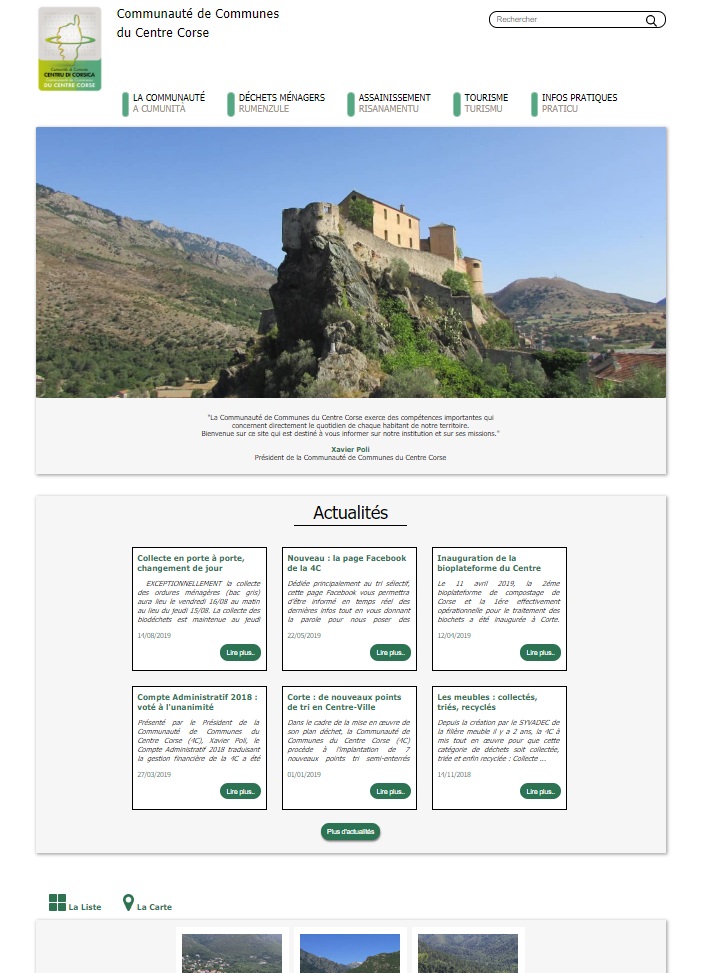 Communauté de Communes
du Centre Corse
Rechercher
CENTRU DI CORSICA
DU CENTRE CORSE
LA COMMUNAUTÉ
A CUMUNITÀ
DÉCHETS MÉNAGERS
RUMENZULE
ASSAINISSEMENT
RISANAMENTU
TOURISME
TURISMU
INFOS PRATIQUES
PRATICU
"La Communauté de Communes du Centre Corse exerce des compétences importantes qui
concernent directement le quotidien de chaque habitant de notre territoire.
Bienvenue sur ce site qui est destiné à vous informer sur notre institution et sur ses missions."
Xavier Poli
Président de la Communauté de Communes du Centre Corse
Actualités
Collecte en porte à porte,
changement de jour
EXCEPTIONNELLEMENT la collecte
des ordures ménagères (bac gris)
aura lieu le vendredi 16/08 au matin
au lieu du jeudi 15/08. La collecte des
biodéchets est maintenue au jeudi
14/08/2019
Lire plus..
Nouveau : la page Facebook
de la 4C
Dédiée principalement au tri sélectif,
cette page Facebook vous permettra
d'être informé en temps réel des
dernières infos tout en vous donnant
la parole pour nous poser des
22/05/2019
Lire plus..
Inauguration de la
bioplateforme du Centre
Le 11 avril 2019, la 2éme
bioplateforme de compostage de
Corse et la 1ére effectivement
opérationnelle pour le traitement des
biochets a été inaugurée à Corte.
12/04/2019
Lire plus..
Compte Administratif 2018 :
voté à l'unanimité
Présenté par le Président de la
Communauté de Communes du
Centre Corse (4C), Xavier Poli, le
Compte Administratif 2018 traduisant
la gestion financière de la 4C a été
27/03/2019
Lire plus..
Corte : de nouveaux points
de tri en Centre-Ville
Dans le cadre de la mise en œuvre de
son plan déchet, la Communauté de
Communes du Centre Corse (4C)
procède à l'implantation de 7
nouveaux points tri semi-enterrés
01/01/2019
Lire plus..
Les meubles : collectés,
triés, recyclés
Depuis la création par le SYVADEC de
la filière meuble il y a 2 ans, la 4C à
mis tout en œuvre pour que cette
catégorie de déchets soit collectée,
triée et enfin recyclée : Collecte ...
14/11/2018
Lire plus..
Plus d'actualités
La Liste
La Carte